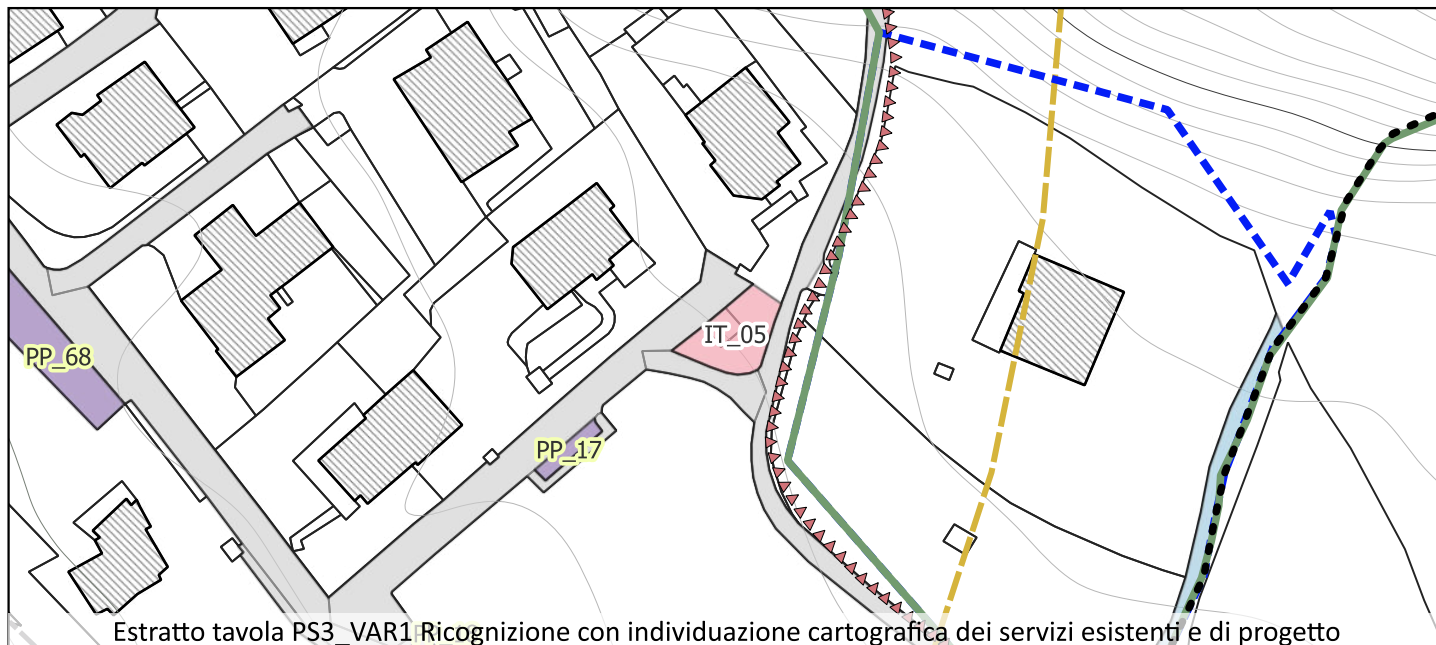 IT_05
PP_68
PP_17
Estratto tavola PS3_VAR1 Ricognizione con individuazione cartografica dei servizi esistenti e di progetto